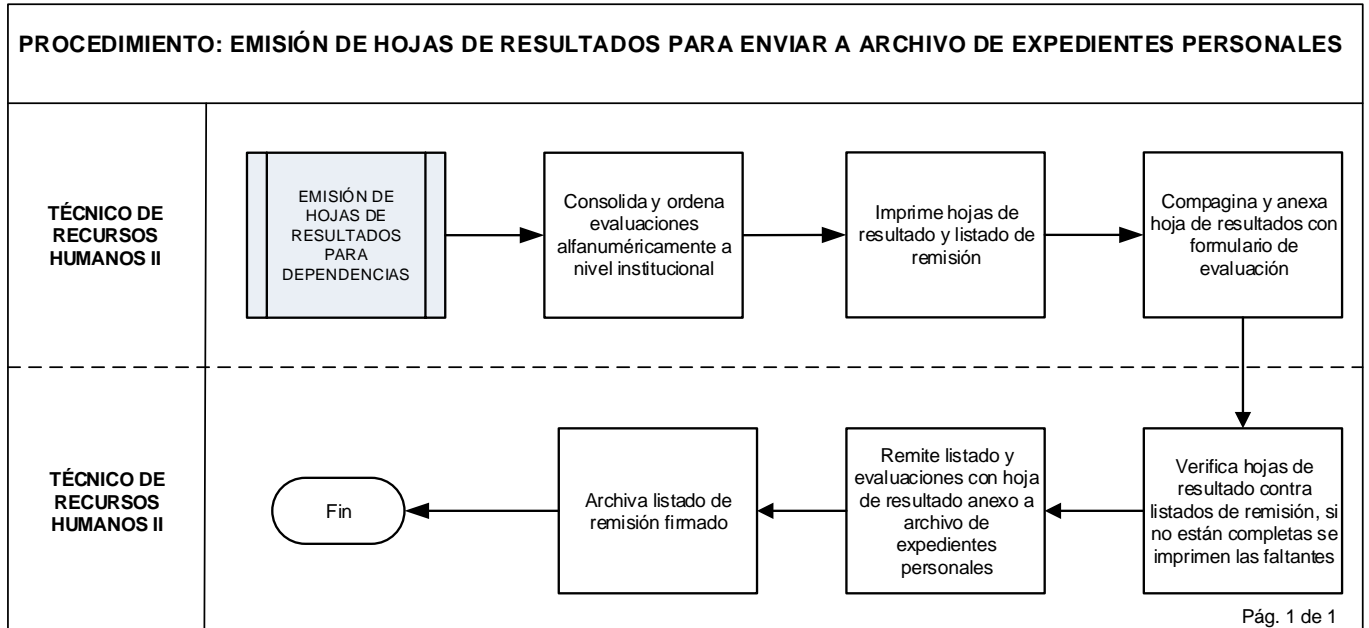 PROCEDIMIENTO: EMISIÓN DE HOJAS DE RESULTADOS PARA ENVIAR A ARCHIVO DE EXPEDIENTES PERSONALES
TÉCNICO DE
RECURSOS
HUMANOS II
EMISIÓN DE
HOJAS DE
RESULTADOS
PARA
DEPENDENCIAS
Consolida y ordena
evaluaciones
alfanuméricamente a
nivel institucional
Imprime hojas de
resultado y listado de
remisión
Compagina y anexa
hoja de resultados con
formulario de
evaluación
TÉCNICO DE
RECURSOS
HUMANOS II
Fin
Archiva listado de
remisión firmado
Remite listado y
evaluaciones con hoja
de resultado anexo a
archivo de
expedientes
personales
Verifica hojas de
resultado contra
listados de remisión, si
no están completas se
imprimen las faltantes
Pág. 1 de 1